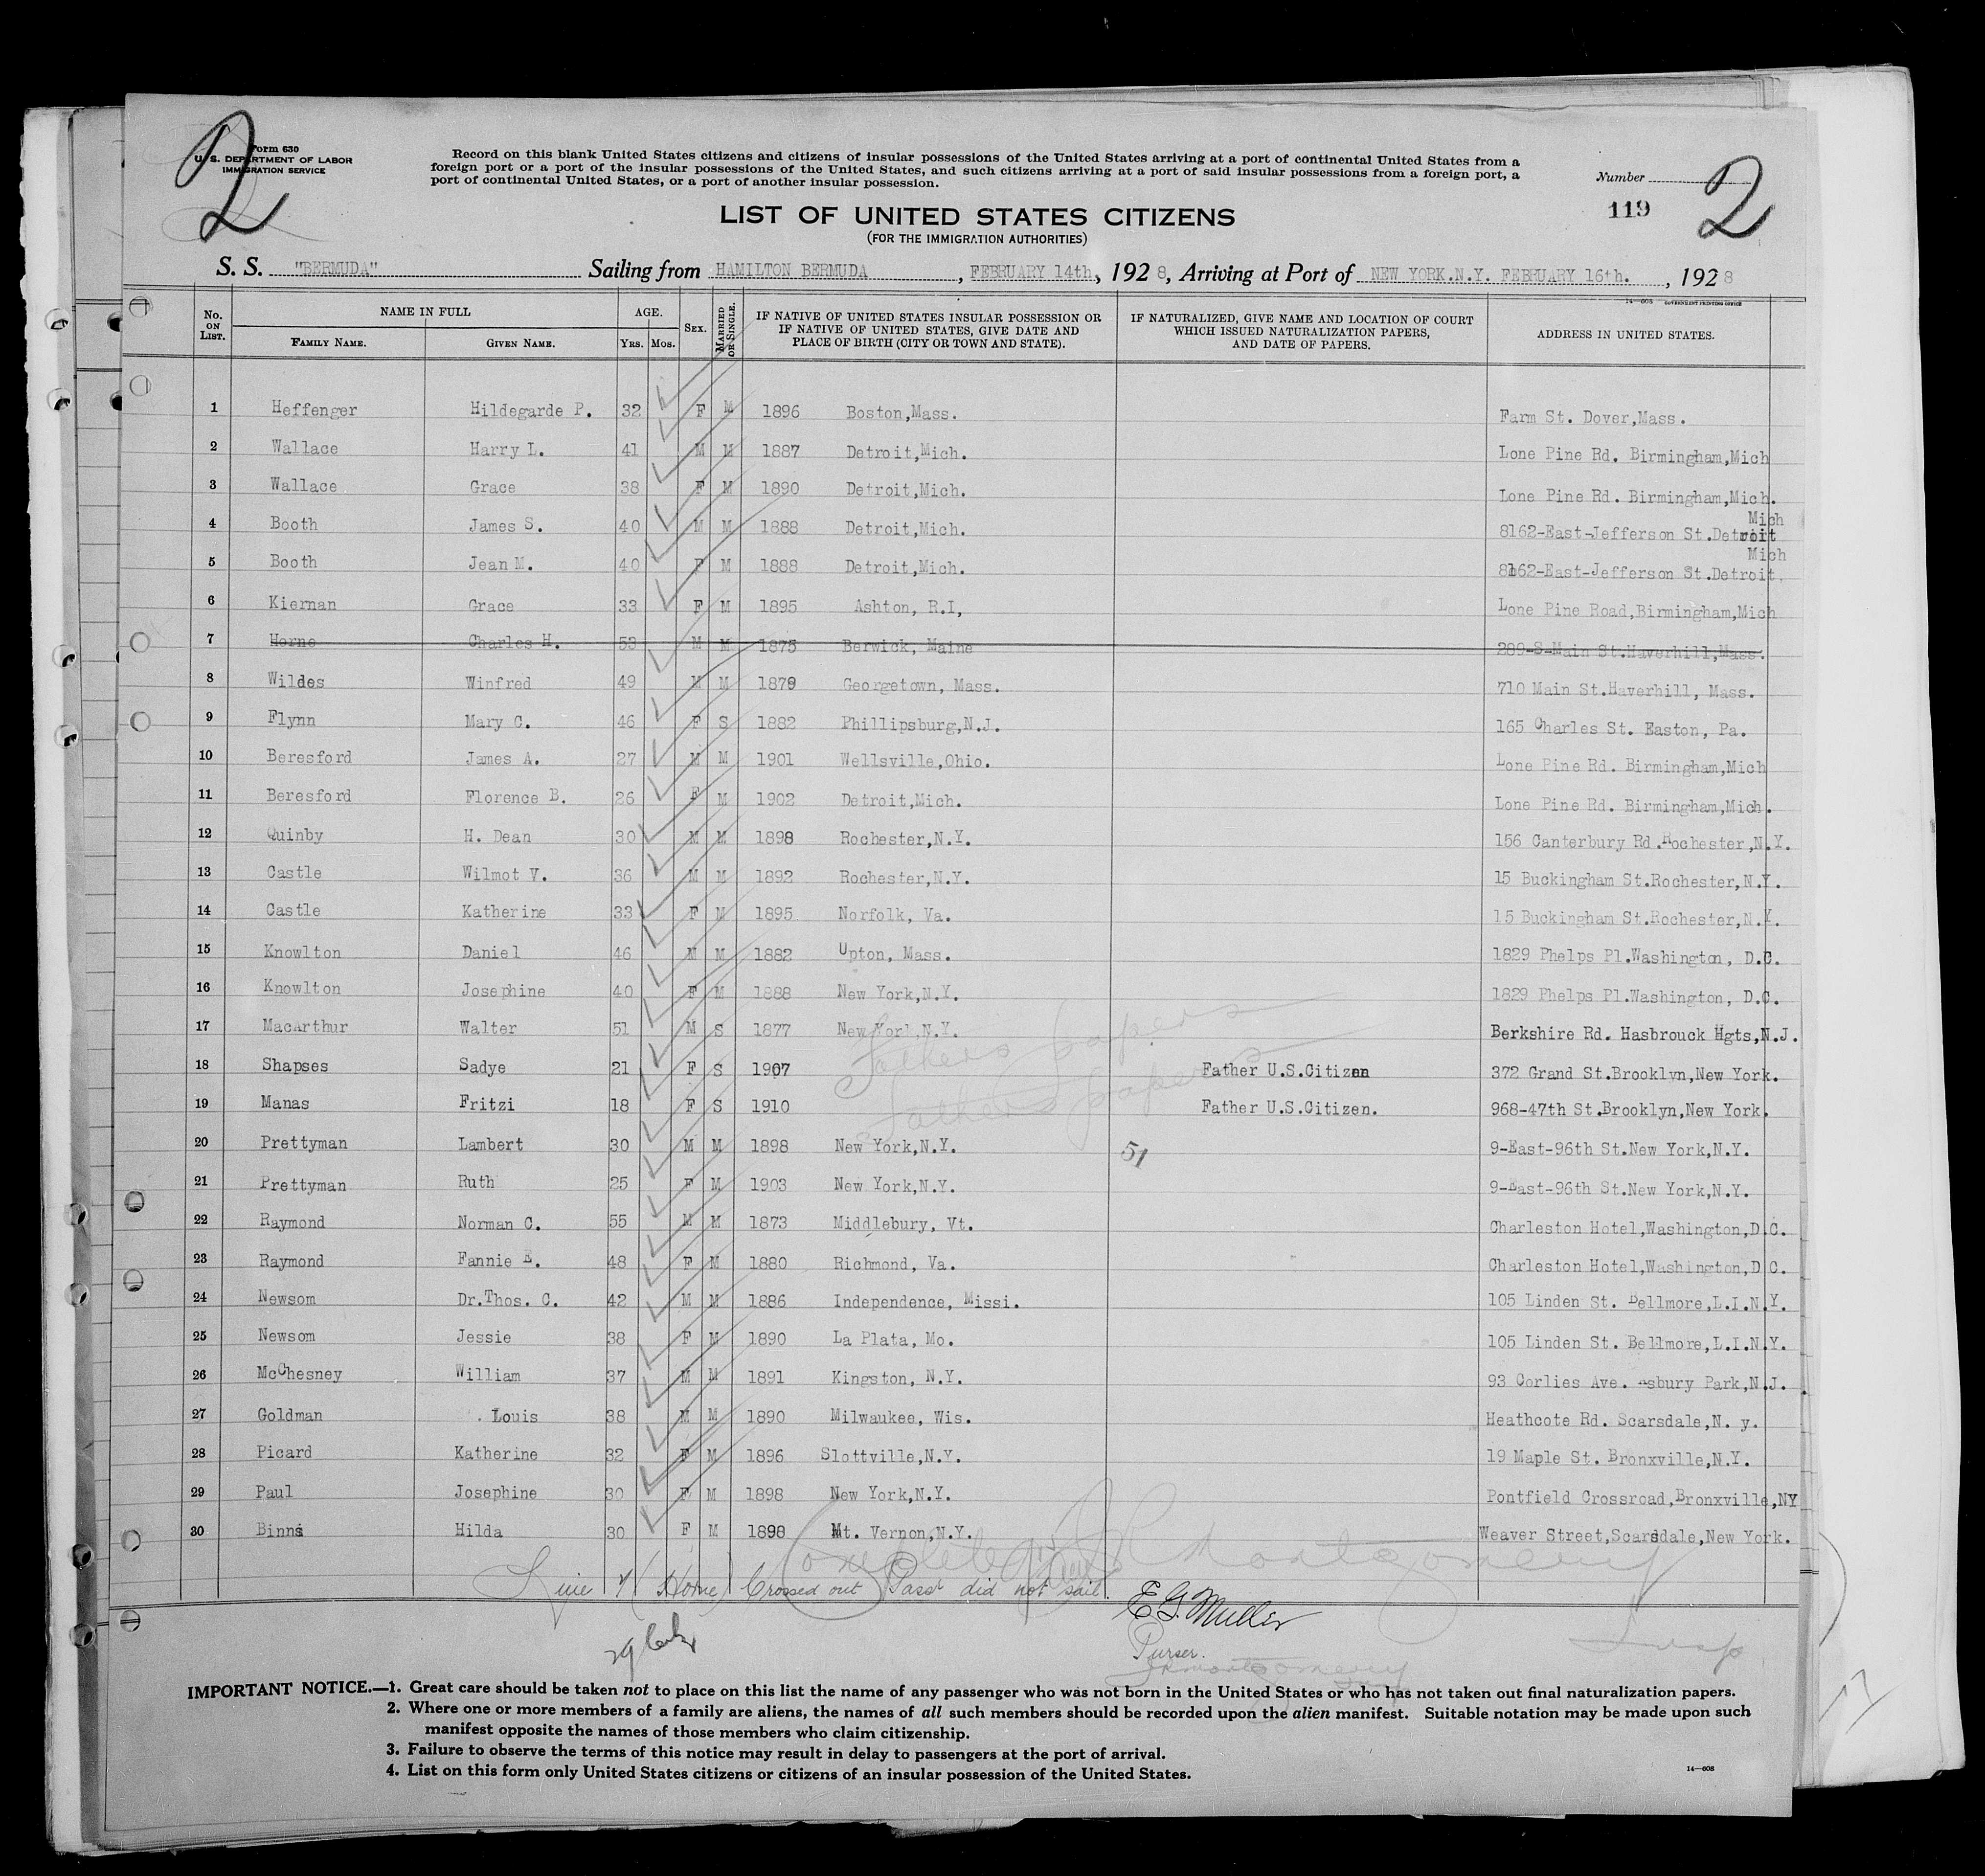 2
Form 630
U. S. DEPARTMENT OF LABOR
IMMIGRATION SERVICE
Record on this blank United States citizens and citizens of insular possessions of the United States arriving at a port of continental United States from a
foreign port or a port of the insular possessions of the United States, and such citizens arriving at a port of said insular possessions from a foreign port, a
port of continental United States, or a port of another insular possession.
Number
119
2
LIST OF UNITED STATES CITIZENS
(FOR THE IMMIGRATION AUTHORITIES)
S. S. "BERMUDA" Sailing from HAMILTON BERMUDA, FEBRUARY 14th, 1928, Arriving at Port of NEW YORK.N.Y. FEBRUARY 16th., 1928
14—608 GOVERNMENT PRINTING OFFICE
No. ON LIST. NAME IN FULL FAMILY NAME. GIVEN NAME. AGE. YRS. MOS. SEX. MARRIED OR SINGLE. IF NATIVE OF UNITED STATES INSULAR POSSESSION OR IF NATIVE OF UNITED STATES, GIVE DATE AND PLACE OF BIRTH (CITY OR TOWN AND STATE). IF NATURALIZED, GIVE NAME AND LOCATION OF COURT WHICH ISSUED NATURALIZATION PAPERS, AND DATE OF PAPERS. ADDRESS IN UNITED STATES.
1 Heffenger Hildegarde P. 32 F M 1896 Boston,Mass. Farm St. Dover,Mass.
2 Wallace Harry L. 41 M M 1887 Detroit,Mich. Lone Pine Rd. Birmingham,Mich
3 Wallace Grace 38 F M 1890 Detroit,Mich. Lone Pine Rd. Birmingham,Mich.
4 Booth James S. 40 M M 1888 Detroit,Mich. 8162-East-Jefferson St.Detroit Mich
5 Booth Jean M. 40 F M 1888 Detroit,Mich. 8162-East-Jefferson St.Detroit. Mich
6 Kiernan Grace 33 F M 1895 Ashton, R.I, Lone Pine Road,Birmingham,Mich
7 Horne Charles H. 53 M M 1875 Berwick, Maine 289-S-Main St.Haverhill,Mass.
8 Wildes Winfred 49 M M 1879 Georgetown, Mass. 710 Main St.Haverhill, Mass.
9 Flynn Mary C. 46 F S 1882 Phillipsburg,N.J. 165 Charles St. Easton, Pa.
10 Beresford James A. 27 M M 1901 Wellsville,Ohio. Lone Pine Rd. Birmingham,Mich
11 Beresford Florence B. 26 F M 1902 Detroit,Mich. Lone Pine Rd. Birmingham,Mich.
12 Quinby H. Dean 30 M M 1898 Rochester,N.Y. 156 Canterbury Rd.Rochester,N.Y.
13 Castle Wilmot V. 36 M M 1892 Rochester,N.Y. 15 Buckingham St.Rochester,N.Y.
14 Castle Katherine 33 F M 1895 Norfolk, Va. 15 Buckingham St.Rochester,N.Y.
15 Knowlton Daniel 46 M M 1882 Upton, Mass. 1829 Phelps Pl.Washington, D.C.
16 Knowlton Josephine 40 F M 1888 New York,N.Y. 1829 Phelps Pl.Washington, D.C.
17 MacArthur Walter 51 M S 1877 New York,N.Y. Berkshire Rd. Hasbrouck Hgts,N.J.
18 Shapses Sadye 21 F S 1907 Father's papers Father U.S.Citizen 372 Grand St.Brooklyn,New York.
19 Manas Fritzi 18 F S 1910 Father's papers Father U.S.Citizen. 968-47th St.Brooklyn,New York.
20 Prettyman Lambert 30 M M 1898 New York,N.Y. 51 9-East-96th St.New York,N.Y.
21 Prettyman Ruth 25 F M 1903 New York,N.Y. 9-East-96th St.New York,N.Y.
22 Raymond Norman C. 55 M M 1873 Middlebury, Vt. Charleston Hotel,Washington,D.C.
23 Raymond Fannie E. 48 F M 1880 Richmond, Va. Charleston Hotel,Washington,D C.
24 Newsom Dr.Thos. C. 42 M M 1886 Independence, Missi. 105 Linden St. Bellmore,L.I.N.Y.
25 Newsom Jessie 38 F M 1890 La Plata, Mo. 105 Linden St. Bellmore,L.I.N.Y.
26 McChesney William 37 M M 1891 Kingston, N.Y. 93 Corlies Ave. Asbury Park,N.J.
27 Goldman . Louis 38 M M 1890 Milwaukee, Wis. Heathcote Rd. Scarsdale,N. y.
28 Picard Katherine 32 F M 1896 Slottville,N.Y. 19 Maple St. Bronxville,N.Y.
29 Paul Josephine 30 F M 1898 New York,N.Y. Pontfield Crossroad,Bronxville,NY
30 Binns Hilda 30 F M 1898 Mt. Vernon,N.Y. Weaver Street,Scarsdale,New York.
Completed Montgomery
Line 7 (Horne) Crossed out Pass did not sail.
E G Muller
Purser.
Montgomery
Insp
29
IMPORTANT NOTICE.—1. Great care should be taken not to place on this list the name of any passenger who was not born in the United States or who has not taken out final naturalization papers.
2. Where one or more members of a family are aliens, the names of all such members should be recorded upon the alien manifest. Suitable notation may be made upon such
manifest opposite the names of those members who claim citizenship.
3. Failure to observe the terms of this notice may result in delay to passengers at the port of arrival.
4. List on this form only United States citizens or citizens of an insular possession of the United States.
14—608